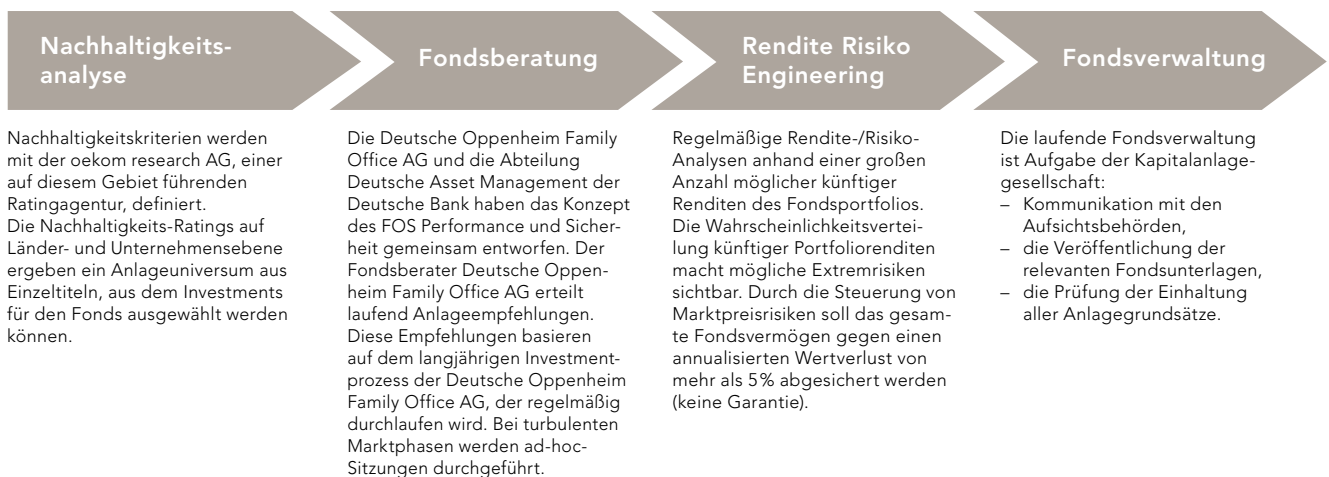 Nachhaltigkeits-
analyse
Nachhaltigkeitskriterien werden
mit der oekom research AG, einer
auf diesem Gebiet führenden
Ratingagentur, definiert.
Die Nachhaltigkeits-Ratings auf
Länder- und Unternehmensebene
ergeben ein Anlageuniversum aus
Einzeltiteln, aus dem Investments
für den Fonds ausgewählt werden
können.
Fondsberatung
Die Deutsche Oppenheim Family
Office AG und die Abteilung
Deutsche Asset Management der
Deutsche Bank haben das Konzept
des FOS Performance und Sicher-
heit gemeinsam entworfen. Der
Fondsberater Deutsche Oppen-
heim Family Office AG erteilt
laufend Anlageempfehlungen.
Diese Empfehlungen basieren
auf dem langjährigen Investment-
prozess der Deutsche Oppenheim
Family Office AG, der regelmäßig
durchlaufen wird. Bei turbulenten
Marktphasen werden ad-hoc-
Sitzungen durchgeführt.
Rendite Risiko
Engineering
Regelmäßige Rendite-/Risiko-
Analysen anhand einer großen
Anzahl möglicher künftiger
Renditen des Fondsportfolios.
Die Wahrscheinlichkeitsvertei-
lung künftiger Portfoliorenditen
macht mögliche Extremrisiken
sichtbar. Durch die Steuerung von
Marktpreisrisiken soll das gesam-
te Fondsvermögen gegen einen
annualisierten Wertverlust von
mehr als 5% abgesichert werden
(keine Garantie).
Fondsverwaltung
Die laufende Fondsverwaltung
ist Aufgabe der Kapitalanlage-
gesellschaft:
– Kommunikation mit den
Aufsichtsbehörden,
– die Veröffentlichung der
relevanten Fondsunterlagen,
– die Prüfung der Einhaltung
aller Anlagegrundsätze.